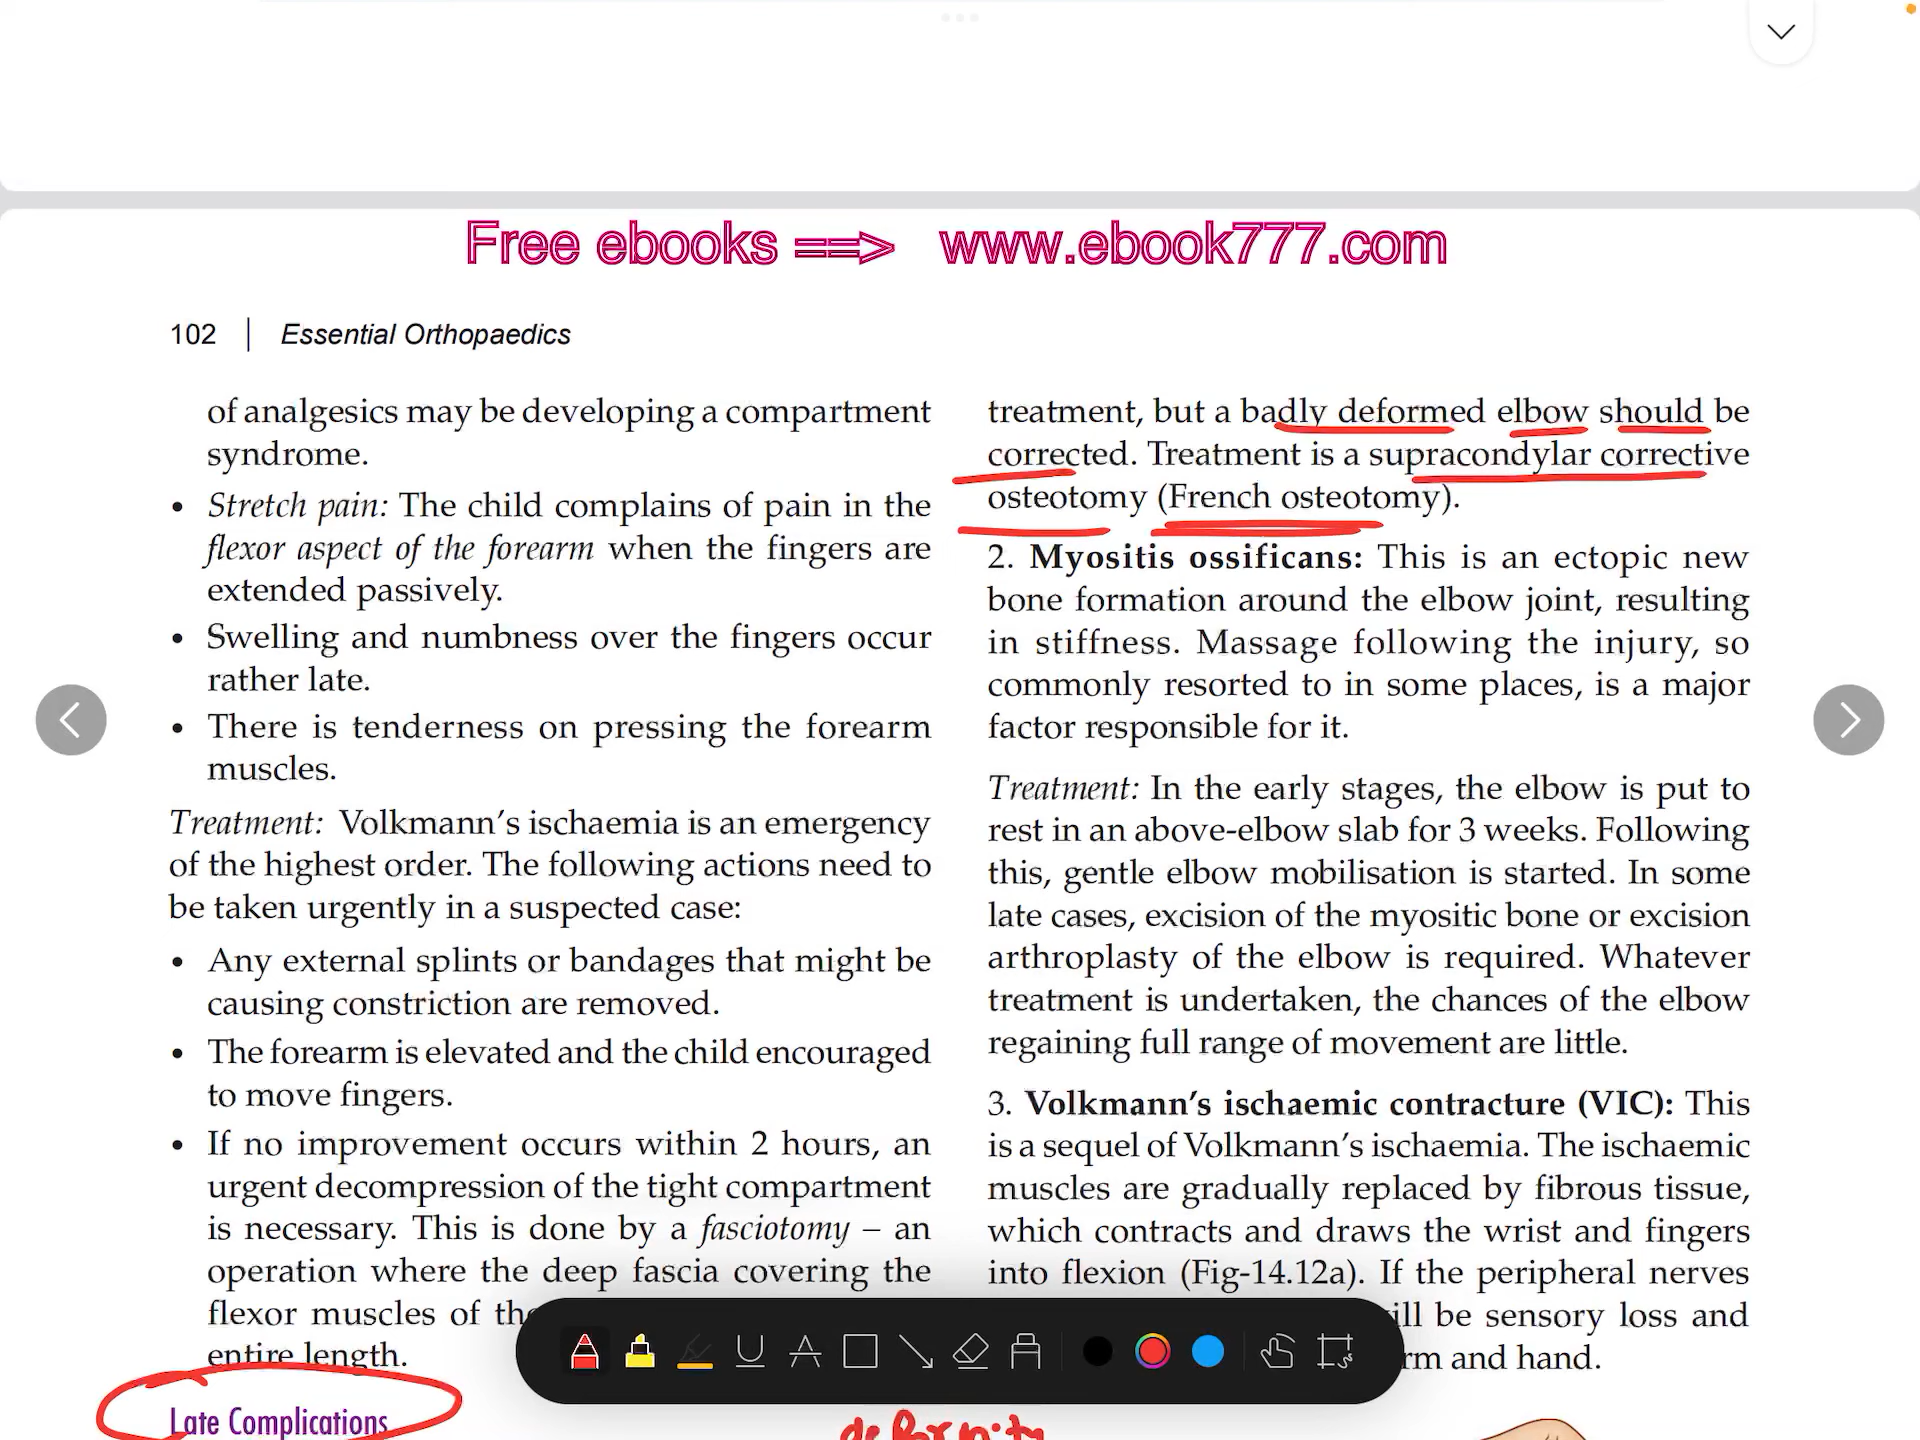 Free ebooks ==> www.ebook777.com
102 | Essential Orthopaedics
of analgesics may be developing a compartment
syndrome.
• Stretch pain: The child complains of pain in the
flexor aspect of the forearm when the fingers are
extended passively.
• Swelling and numbness over the fingers occur
rather late.
• There is tenderness on pressing the forearm
muscles.
Treatment: Volkmann’s ischaemia is an emergency
of the highest order. The following actions need to
be taken urgently in a suspected case:
• Any external splints or bandages that might be
causing constriction are removed.
• The forearm is elevated and the child encouraged
to move fingers.
• If no improvement occurs within 2 hours, an
urgent decompression of the tight compartment
is necessary. This is done by a fasciotomy – an
operation where the deep fascia covering the
flexor muscles of the
entire length.
Late Complications
treatment, but a badly deformed elbow should be
corrected. Treatment is a supracondylar corrective
osteotomy (French osteotomy).
2. Myositis ossificans: This is an ectopic new
bone formation around the elbow joint, resulting
in stiffness. Massage following the injury, so
commonly resorted to in some places, is a major
factor responsible for it.
Treatment: In the early stages, the elbow is put to
rest in an above-elbow slab for 3 weeks. Following
this, gentle elbow mobilisation is started. In some
late cases, excision of the myositic bone or excision
arthroplasty of the elbow is required. Whatever
treatment is undertaken, the chances of the elbow
regaining full range of movement are little.
3. Volkmann’s ischaemic contracture (VIC): This
is a sequel of Volkmann’s ischaemia. The ischaemic
muscles are gradually replaced by fibrous tissue,
which contracts and draws the wrist and fingers
into flexion (Fig-14.12a). If the peripheral nerves
be sensory loss and
and hand.
deformity